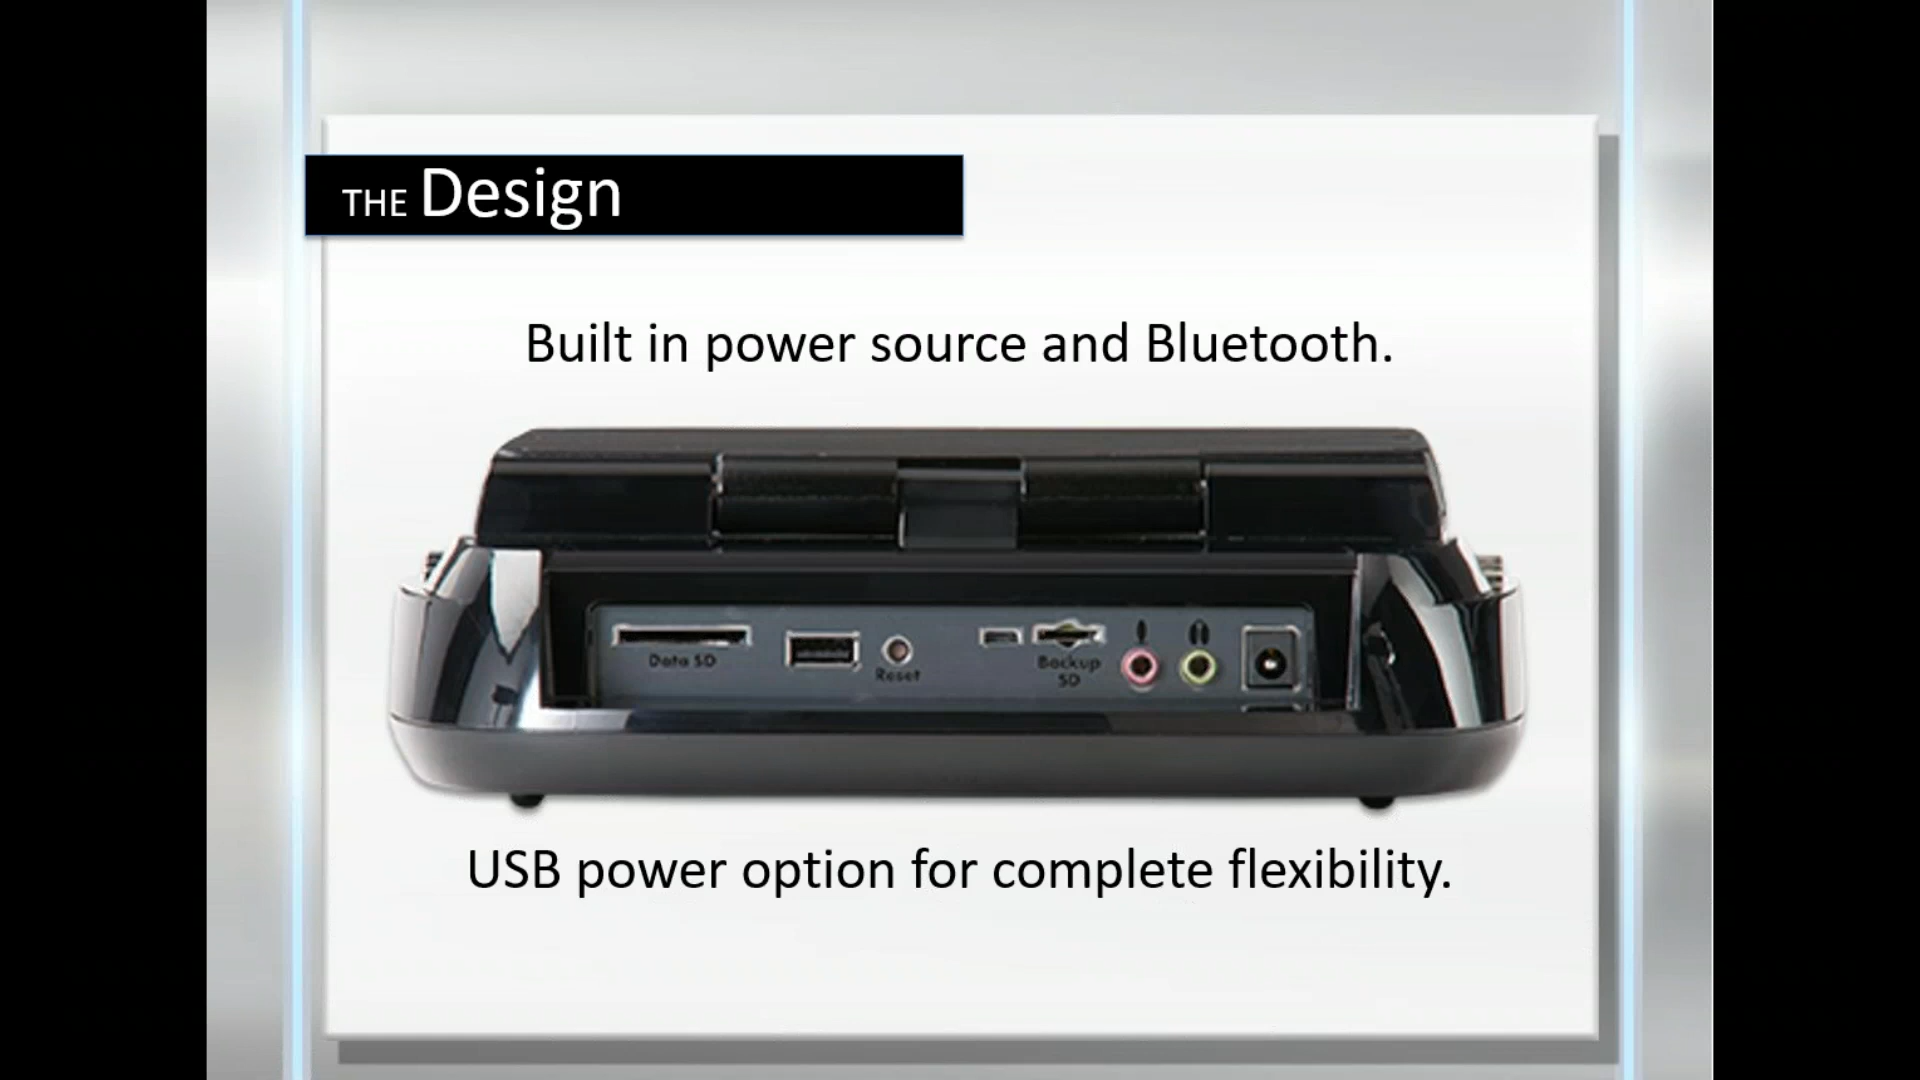 THE Design
Built in power source and Bluetooth.
Data SD
Reset
Backup
SD
USB power option for complete flexibility.